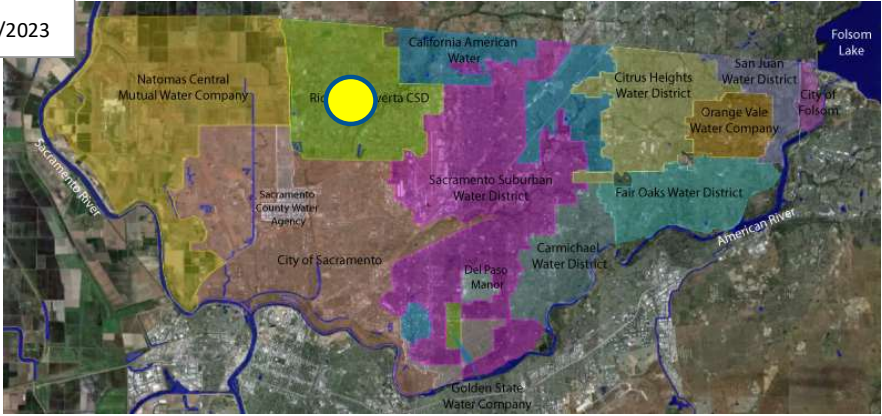 /2023
Folsom
Lake
California American
Water
San Juan
Water District
Natomas Central
Mutual Water Company
Citrus Heights
Water District
City of
Folsom
verta CSD
Orange Vale
Water Company
Sacramento River
Sacramento Suburban
Water District
Sacramento
County Water
Agency
Fair Oaks Water District
American River
City of Sacramento
Carmichael
Water District
Del Paso
Manor
Golden State
Water Company